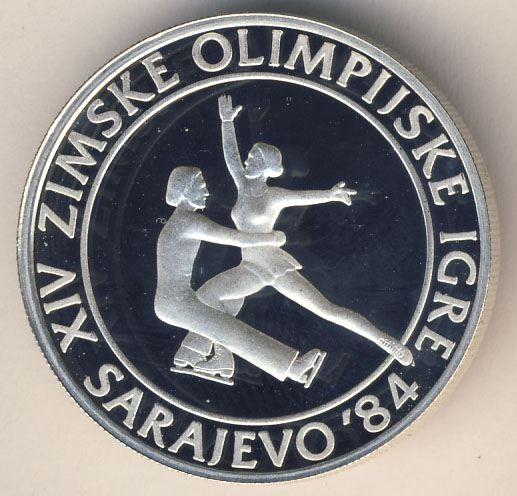 XIV ZIMSKE OLIMPIJSKE IGRE
SARAJEVO '84